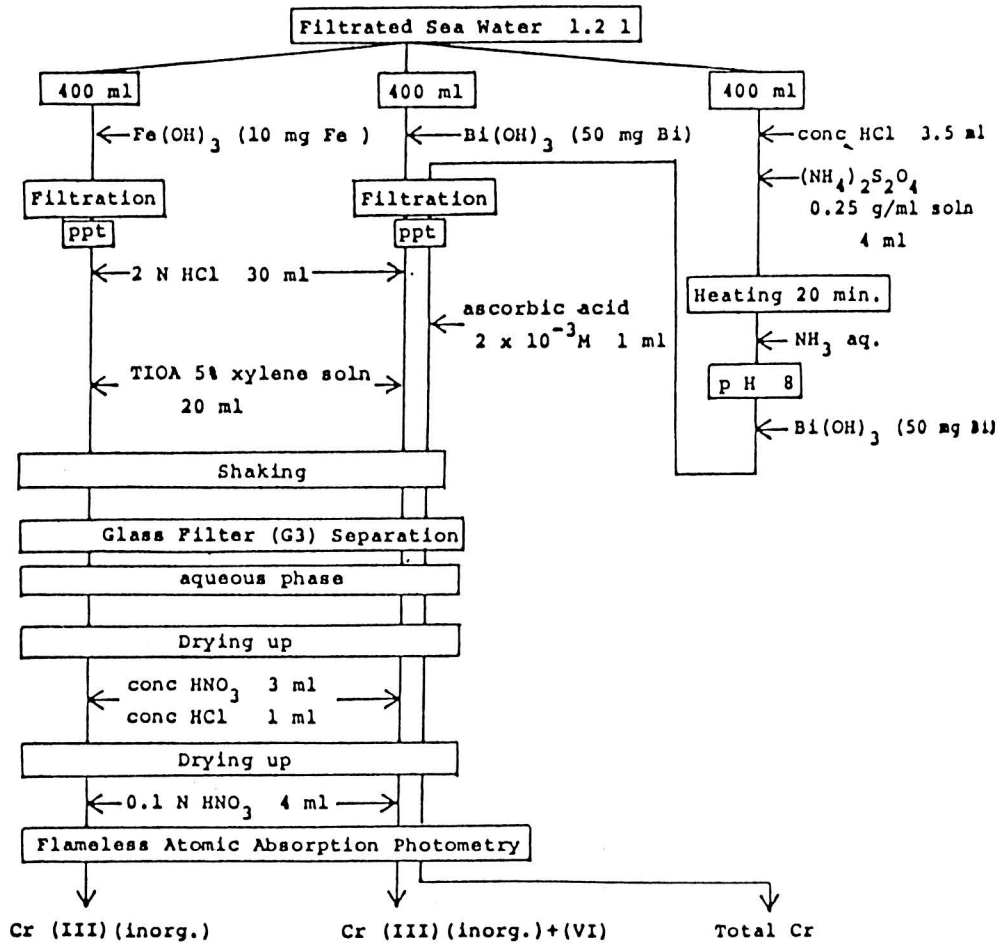 Filtrated Sea Water 1.2 l
400 ml
400 ml
400 ml
Fe(OH)3 (10 mg Fe )
Bi(OH)3 (50 mg Bi)
conc HCl 3.5 ml
(NH4)2S2O4
0.25 g/ml soln
4 ml
Filtration
Filtration
ppt
ppt
2 N HCl 30 ml
Heating 20 min.
ascorbic acid
2 x 10-3M 1 ml
NH3 aq.
TIOA 5% xylene soln
20 ml
p H 8
Bi(OH)3 (50 mg Bi)
Shaking
Glass Filter (G3) Separation
aqueous phase
Drying up
conc HNO3 3 ml
conc HCl 1 ml
Drying up
0.1 N HNO3 4 ml
Flameless Atomic Absorption Photometry
Cr (III)(inorg.)
Cr (III)(inorg.)+(VI)
Total Cr